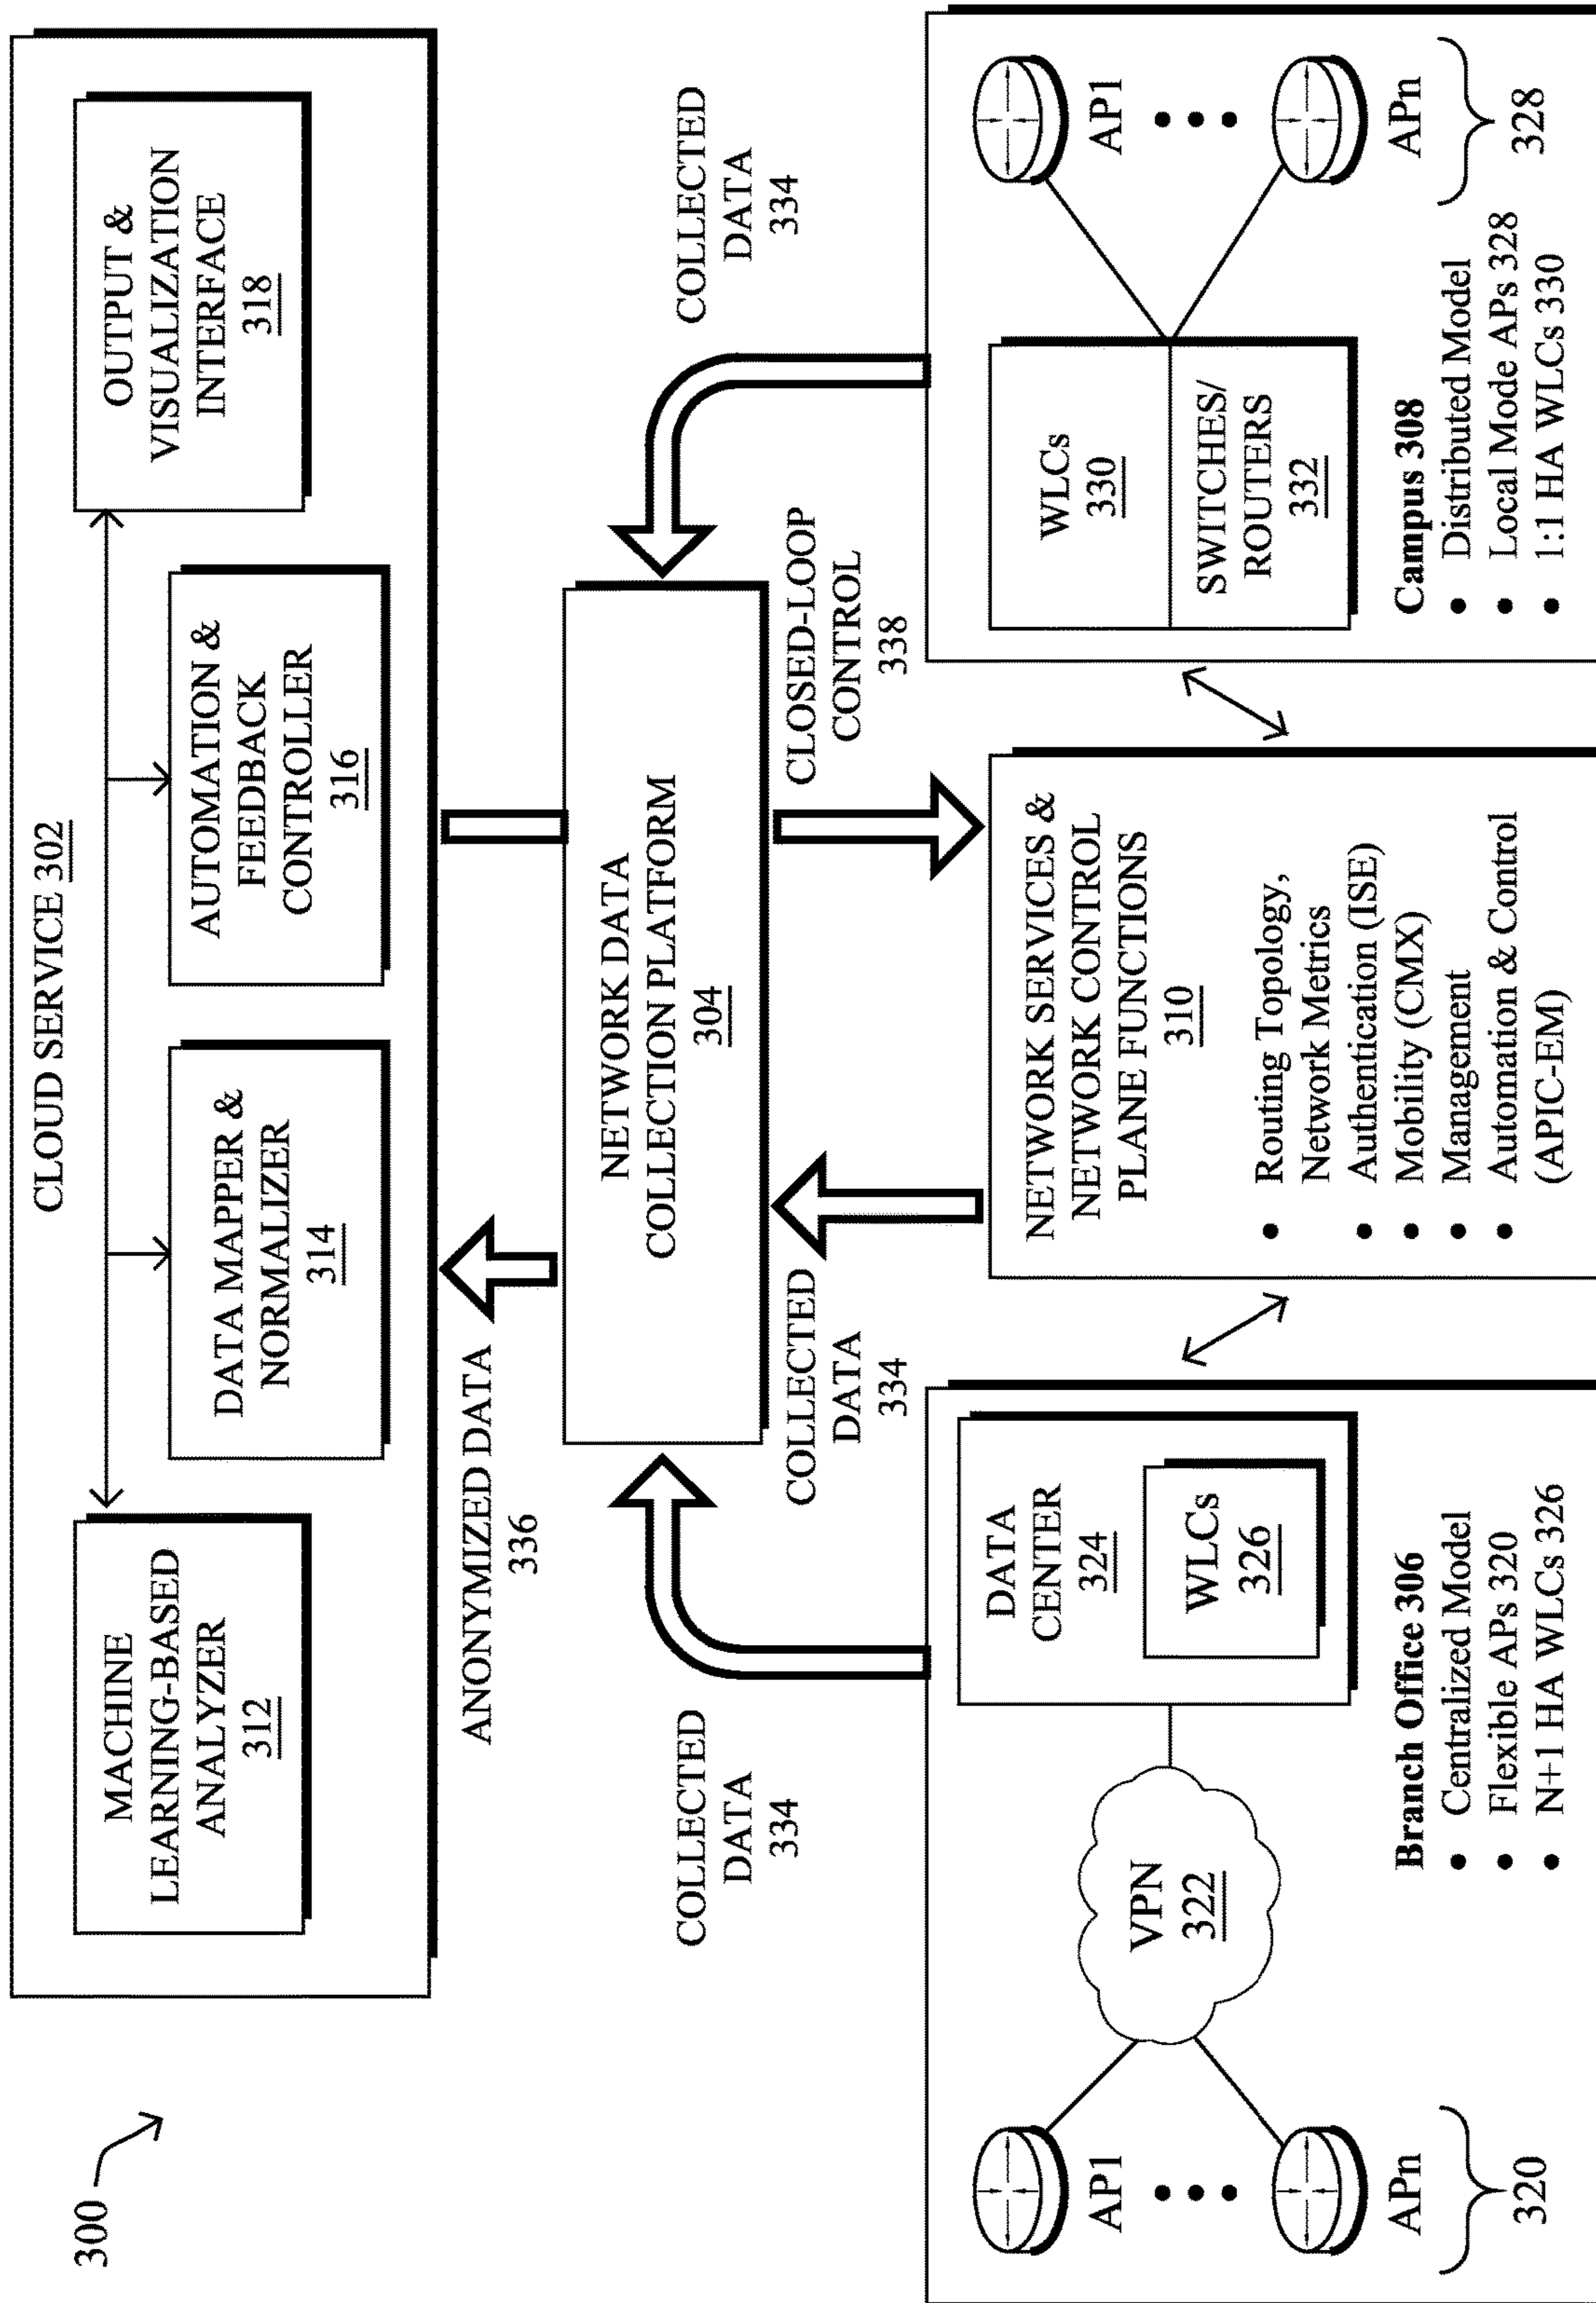 300
CLOUD SERVICE 302
MACHINE
LEARNING-BASED
ANALYZER
312
DATA MAPPER &
NORMALIZER
314
AUTOMATION &
FEEDBACK
CONTROLLER
316
OUTPUT &
VISUALIZATION
INTERFACE
318
ANONYMIZED DATA
336
COLLECTED
DATA
334
NETWORK DATA
COLLECTION PLATFORM
304
COLLECTED
DATA
334
COLLECTED
DATA
334
CLOSED-LOOP
CONTROL
338
AP1
APn
320
VPN
322
DATA
CENTER
324
WLCs
326
Branch Office 306
• Centralized Model
• Flexible APs 320
• N+1 HA WLCs 326
NETWORK SERVICES &
NETWORK CONTROL
PLANE FUNCTIONS
310
• Routing Topology,
Network Metrics
• Authentication (ISE)
• Mobility (CMX)
• Management
• Automation & Control
(APIC-EM)
WLCs
330
SWITCHES/
ROUTERS
332
AP1
APn
328
Campus 308
• Distributed Model
• Local Mode APs 328
• 1:1 HA WLCs 330